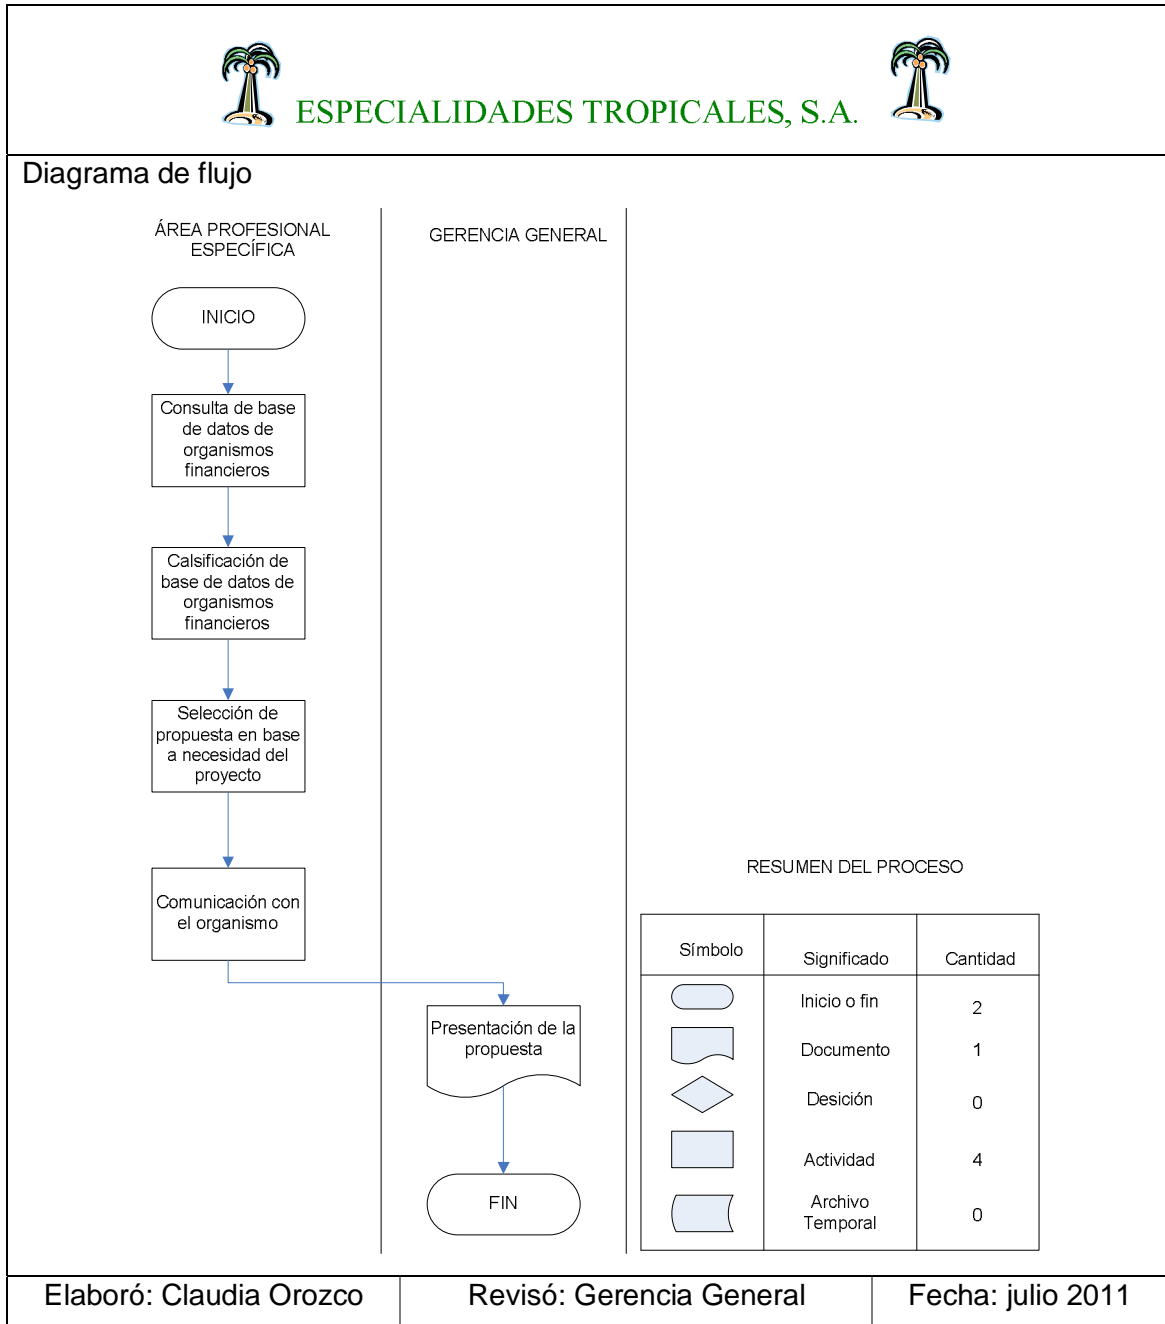 ESPECIALIDADES TROPICALES, S.A.
Diagrama de flujo
ÁREA PROFESIONAL
ESPECÍFICA
GERENCIA GENERAL
INICIO
Consulta de base
de datos de
organismos
financieros
Calsificación de
base de datos de
organismos
financieros
Selección de
propuesta en base
a necesidad del
proyecto
Comunicación con
el organismo
Presentación de la
propuesta
FIN
RESUMEN DEL PROCESO
Símbolo Significado Cantidad
Inicio o fin 2
Documento 1
Desición 0
Actividad 4
Archivo
Temporal 0
Elaboró: Claudia Orozco Revisó: Gerencia General Fecha: julio 2011